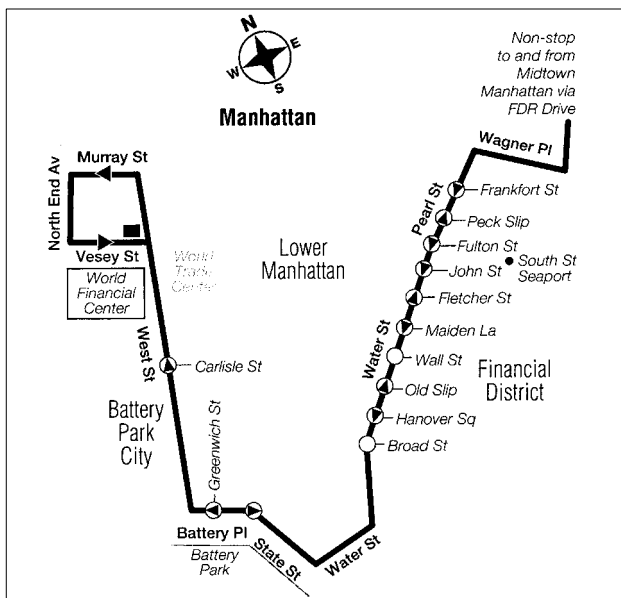 N
E
W
S
Manhattan
Non-stop
to and from
Midtown
Manhattan via
FDR Drive
Wagner Pl
Murray St
North End Av
Vesey St
World
Financial
Center
World
Trade
Center
Lower
Manhattan
Pearl St
Frankfort St
Peck Slip
Fulton St
John St
South St
Seaport
Fletcher St
Maiden La
Water St
Wall St
Financial
District
Old Slip
Hanover Sq
Broad St
West St
Carlisle St
Battery
Park
City
Greenwich St
Battery Pl
Battery
Park
State St
Water St